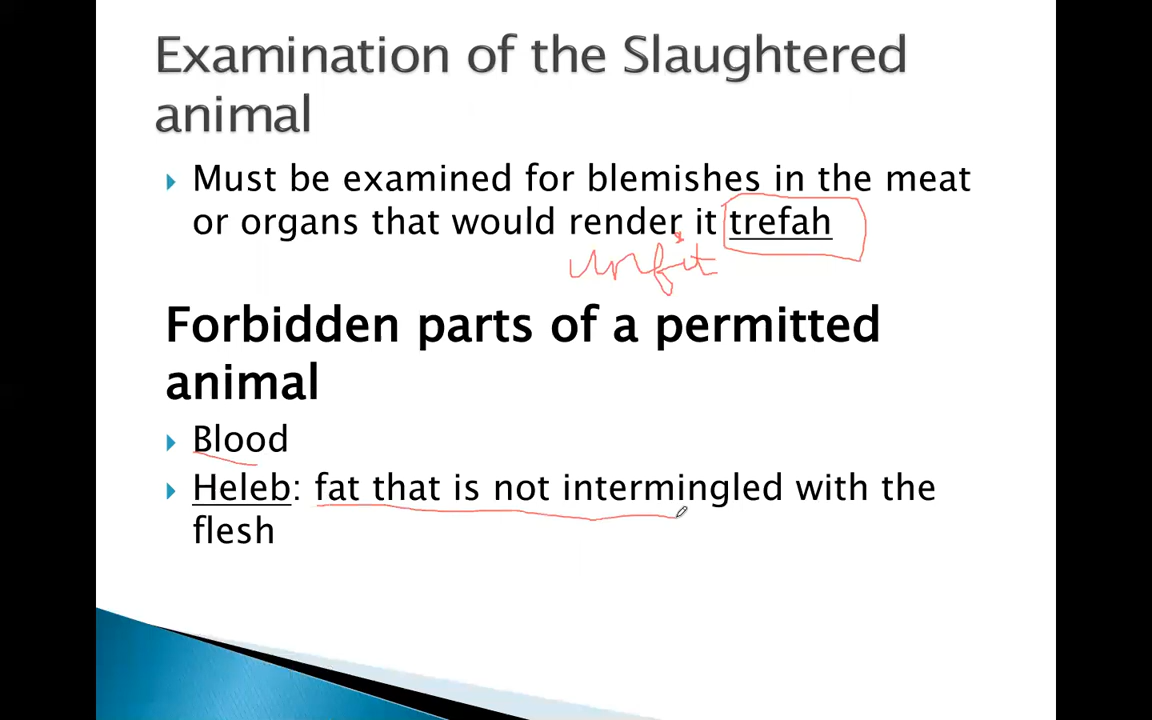 Examination of the Slaughtered
animal
Must be examined for blemishes in the meat
or organs that would render it trefah
unfit
Forbidden parts of a permitted
animal
Blood
Heleb: fat that is not intermingled with the
flesh